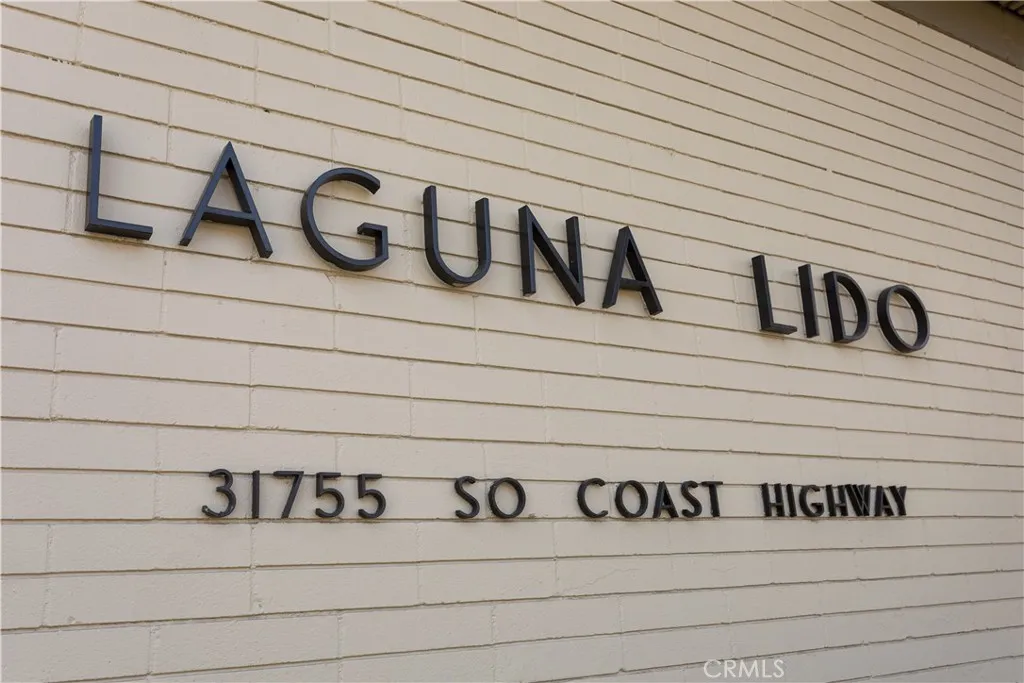 LAGUNA LIDO
31755 SO COAST HIGHWAY
CRMLS